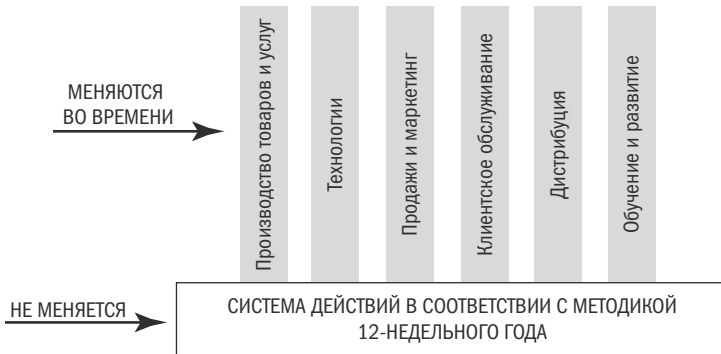 МЕНЯЮТСЯ
ВО ВРЕМЕНИ
Производство товаров и услуг
Технологии
Продажи и маркетинг
Клиентское обслуживание
Дистрибуция
Обучение и развитие
НЕ МЕНЯЕТСЯ
СИСТЕМА ДЕЙСТВИЙ В СООТВЕТСТВИИ С МЕТОДИКОЙ
12-НЕДЕЛЬНОГО ГОДА